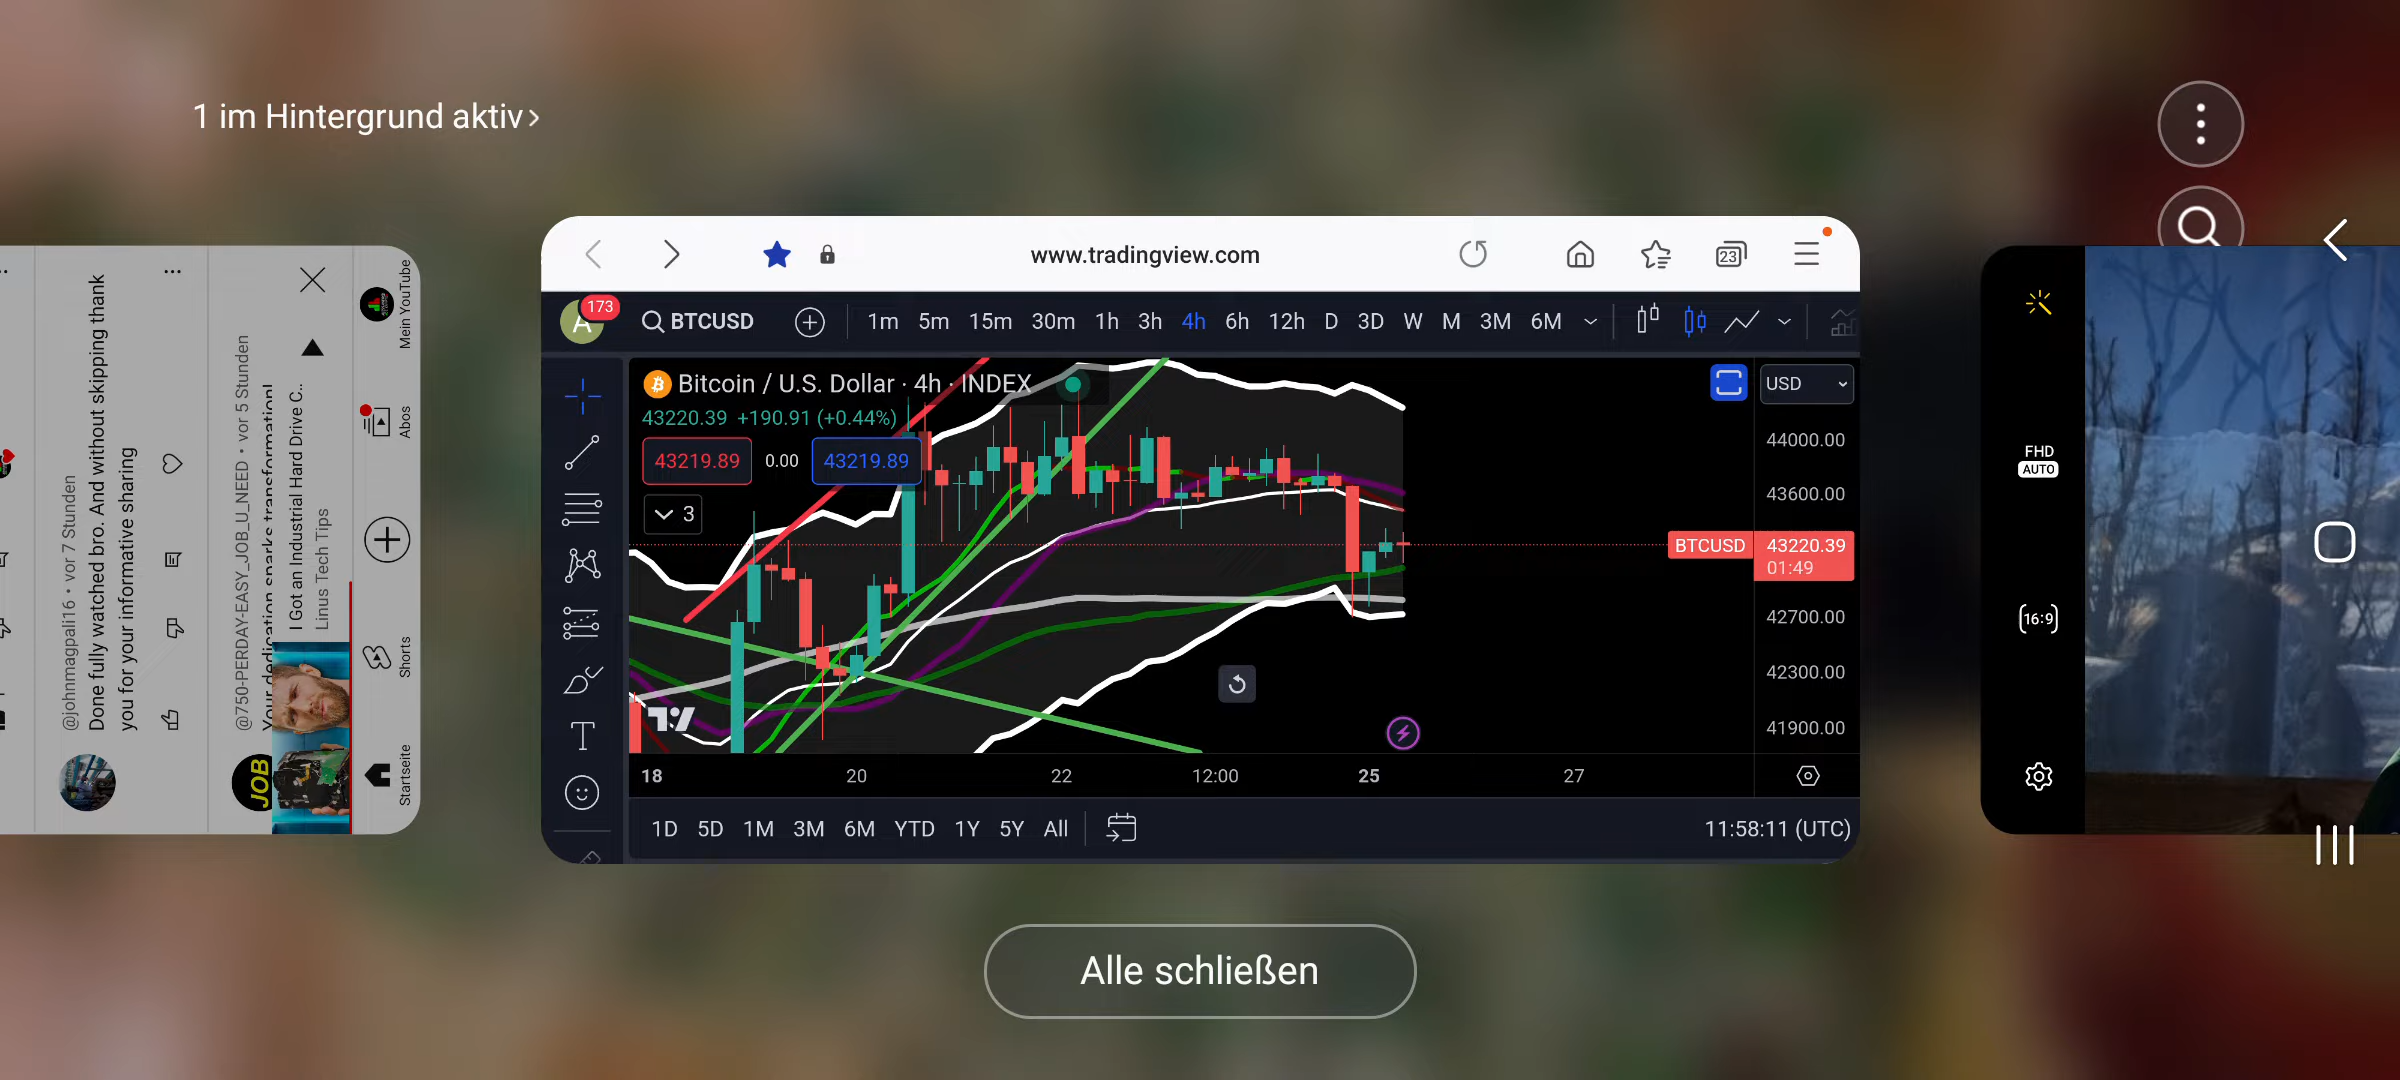 1 im Hintergrund aktiv
www.tradingview.com
23
A
173
BTCUSD
1m 5m 15m 30m 1h 3h 4h 6h 12h D 3D W M 3M 6M
Bitcoin / U.S. Dollar · 4h · INDEX
43220.39 +190.91 (+0.44%)
43219.89 0.00 43219.89
3
USD
44000.00
43600.00
BTCUSD 43220.39
01:49
42700.00
42300.00
41900.00
18 20 22 12:00 25 27
1D 5D 1M 3M 6M YTD 1Y 5Y All
11:58:11 (UTC)
@johnmagpali16 • vor 7 Stunden
Done fully watched bro. And without skipping thank
you for your informative sharing
@750-PERDAY-EASY_JOB_U_NEED • vor 5 Stunden
Your dedication sparks transformation!
JOB
I Got an Industrial Hard Drive C..
Linus Tech Tips
Startseite
Shorts
Abos
Mein YouTube
FHD
AUTO
16:9
Alle schließen